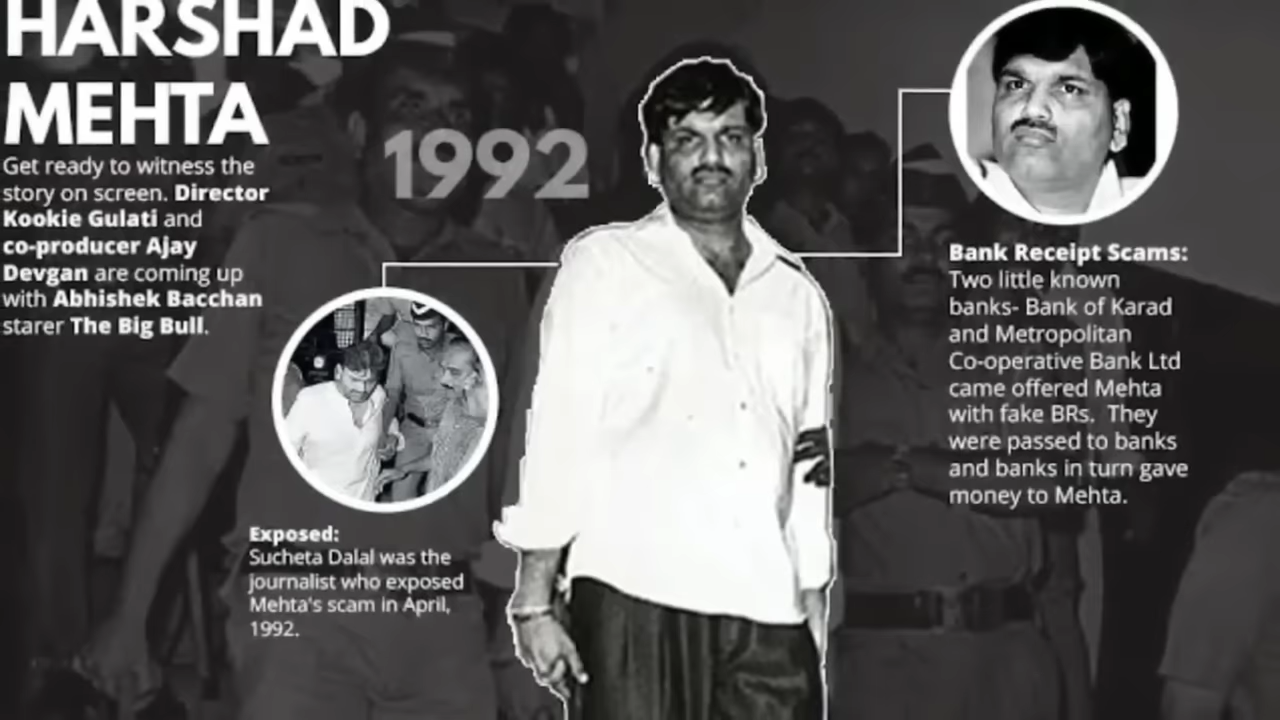 HARSHAD
MEHTA
Get ready to witness the
story on screen. Director
Kookie Gulati and
co-producer Ajay
Devgan are coming up
with Abhishek Bacchan
starer The Big Bull.
1992
Exposed:
Sucheta Dalal was the
journalist who exposed
Mehta's scam in April,
1992.
Bank Receipt Scams:
Two little known
banks- Bank of Karad
and Metropolitan
Co-operative Bank Ltd
came offered Mehta
with fake BRs. They
were passed to banks
and banks in turn gave
money to Mehta.